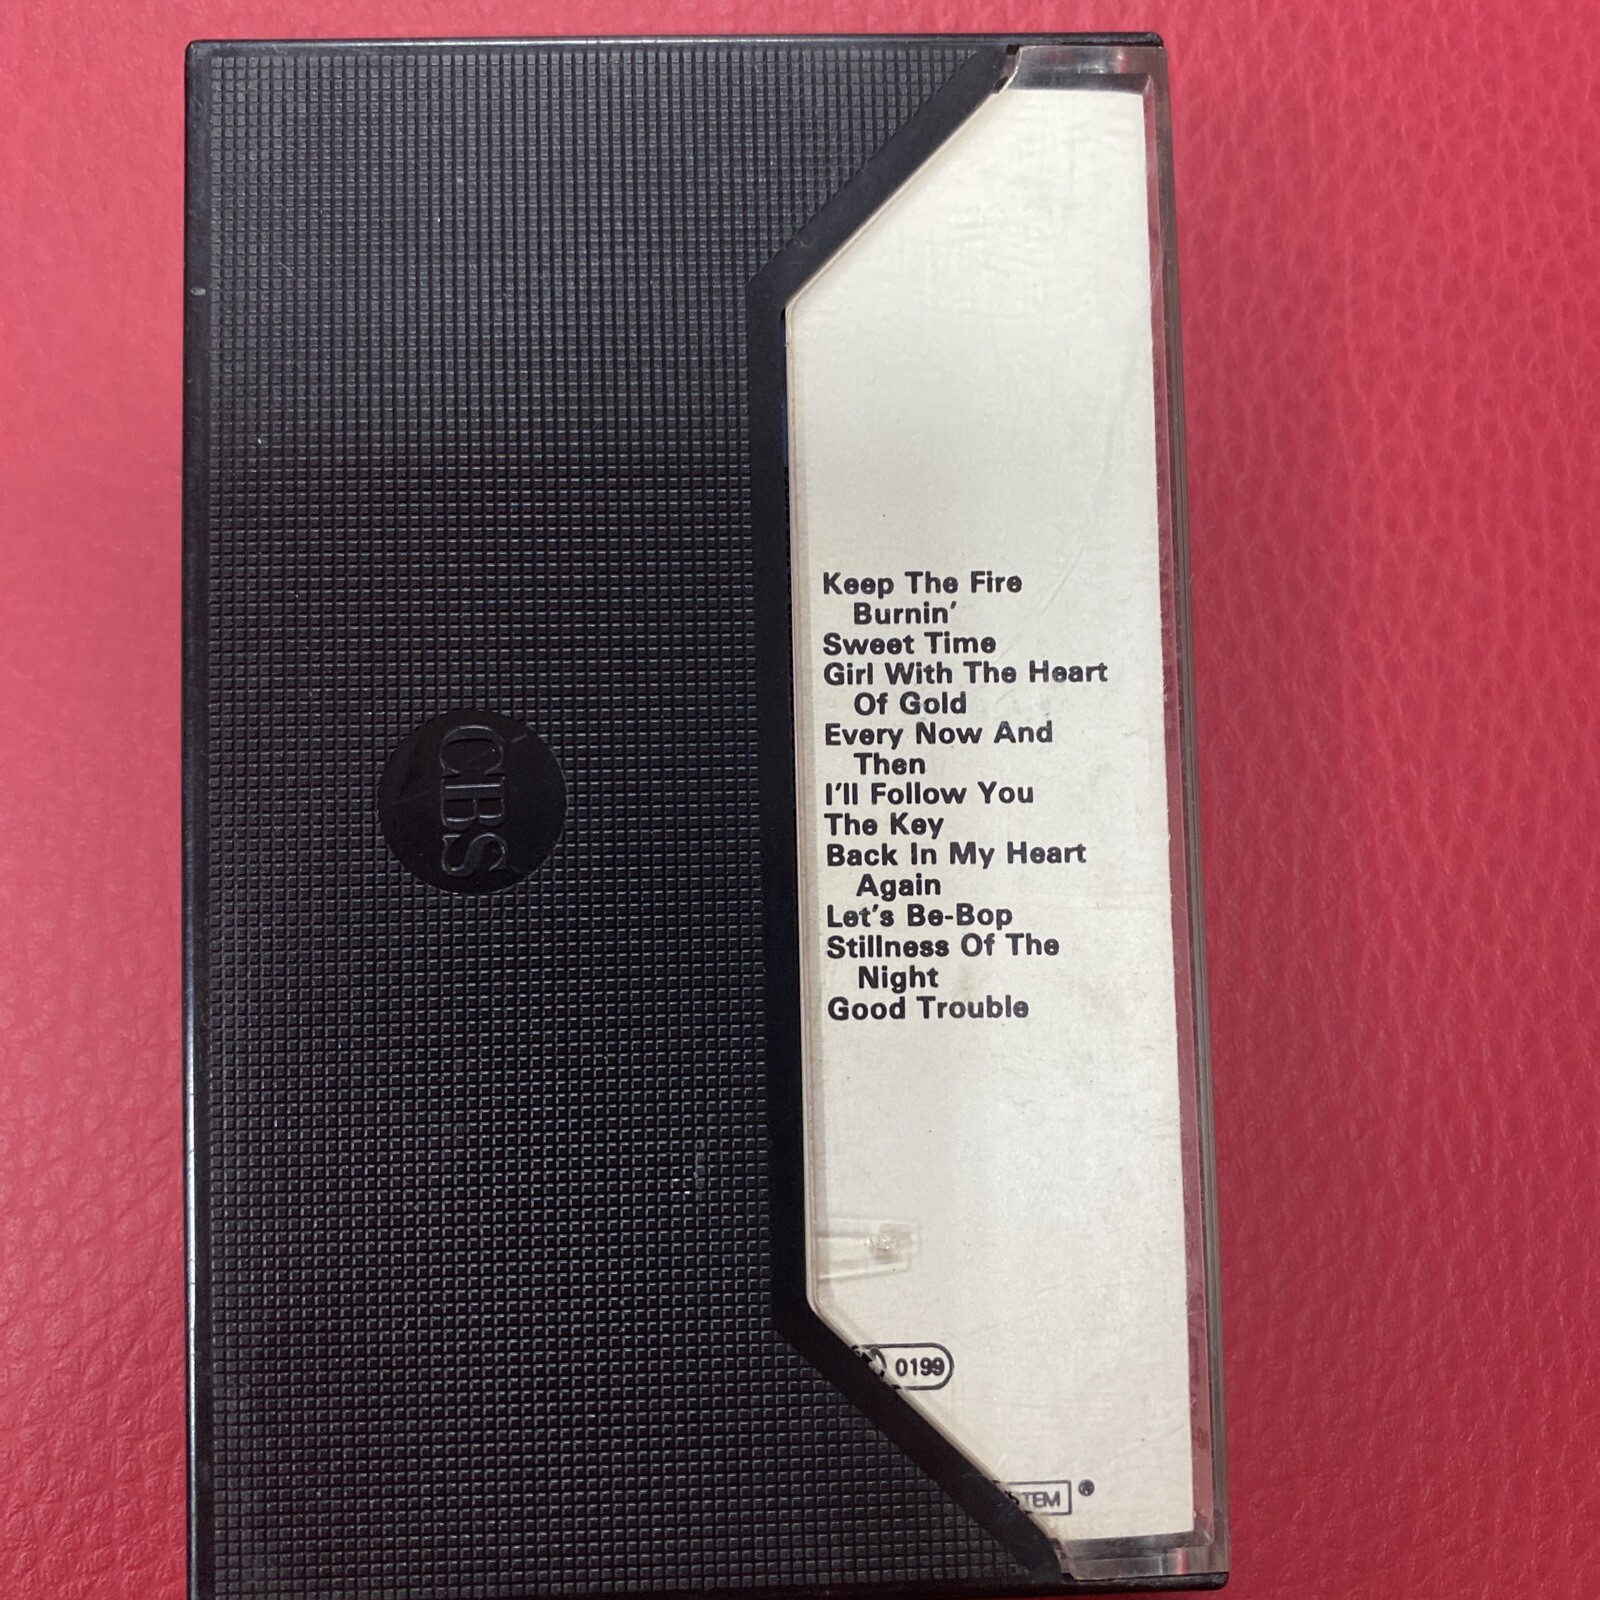 CBS
Keep The Fire
Burnin'
Sweet Time
Girl With The Heart
Of Gold
Every Now And
Then
I'll Follow You
The Key
Back In My Heart
Again
Let's Be-Bop
Stillness Of The
Night
Good Trouble
0199
®